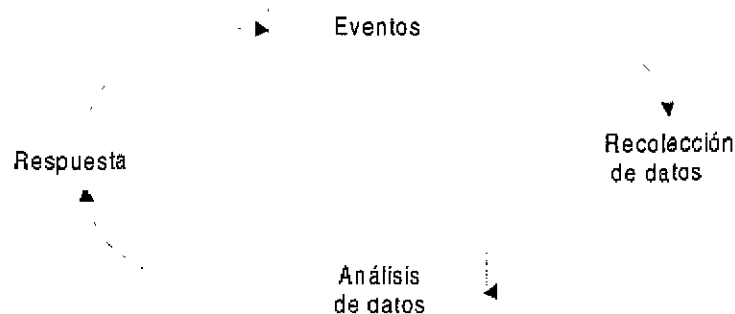 Eventos
Recolección
de datos
Respuesta
Análisis
de datos